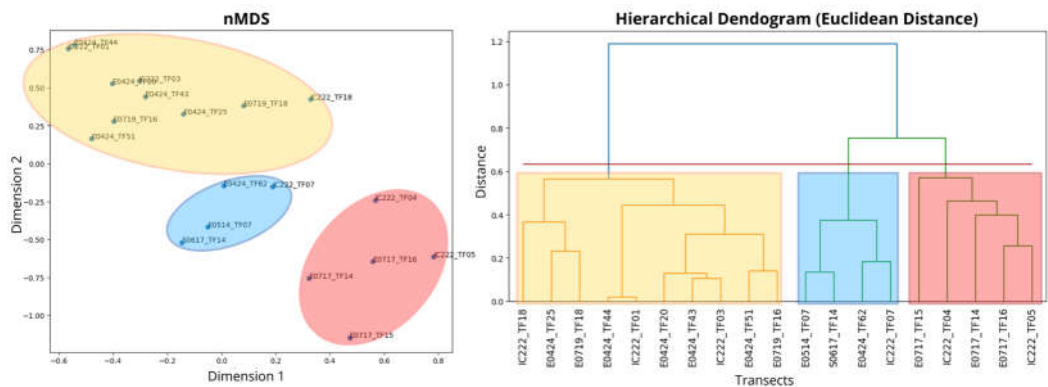 nMDS
Hierarchical Dendogram (Euclidean Distance)
0.75
0.50
0.25
0.00
−0.25
−0.50
−0.75
−1.00
Dimension 2
E0424_TF44
IC222_TF01
IC222_TF03
E0424_TF43
E0719_TF16
E0424_TF25
E0719_TF18
IC222_TF18
E0424_TF51
E0424_TF62
IC222_TF07
E0514_TF07
S0617_TF14
IC222_TF04
IC222_TF05
E0717_TF16
E0717_TF14
E0717_TF15
−0.6
−0.4
−0.2
0.0
0.2
0.4
0.6
0.8
Dimension 1
1.2
1.0
0.8
0.6
0.4
0.2
0.0
Distance
IC222_TF18
E0424_TF25
E0719_TF18
E0424_TF44
IC222_TF01
E0424_TF20
E0424_TF43
IC222_TF03
E0424_TF51
E0719_TF16
E0514_TF07
S0617_TF14
E0424_TF62
IC222_TF07
E0717_TF15
IC222_TF04
E0717_TF14
E0717_TF16
IC222_TF05
Transects